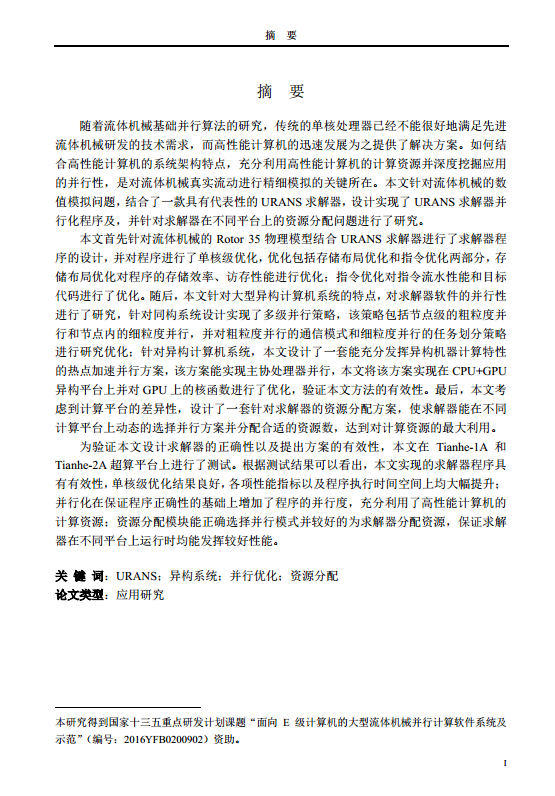 摘 要
摘 要
随着流体机械基础并行算法的研究，传统的单核处理器已经不能很好地满足先进
流体机械研发的技术需求，而高性能计算机的迅速发展为之提供了解决方案。如何结
合高性能计算机的系统架构特点，充分利用高性能计算机的计算资源并深度挖掘应用
的并行性，是对流体机械真实流动进行精细模拟的关键所在。本文针对流体机械的数
值模拟问题，结合了一款具有代表性的 URANS 求解器，设计实现了 URANS 求解器并
行化程序及，并针对求解器在不同平台上的资源分配问题进行了研究。
本文首先针对流体机械的 Rotor 35 物理模型结合 URANS 求解器进行了求解器程
序的设计，并对程序进行了单核级优化，优化包括存储布局优化和指令优化两部分，存
储布局优化对程序的存储效率、访存性能进行优化；指令优化对指令流水性能和目标
代码进行了优化。随后，本文针对大型异构计算机系统的特点，对求解器软件的并行性
进行了研究，针对同构系统设计实现了多级并行策略，该策略包括节点级的粗粒度并
行和节点内的细粒度并行，并对粗粒度并行的通信模式和细粒度并行的任务划分策略
进行研究优化；针对异构计算机系统，本文设计了一套能充分发挥异构机器计算特性
的热点加速并行方案，该方案能实现主协处理器并行，本文将该方案实现在 CPU+GPU
异构平台上并对 GPU 上的核函数进行了优化，验证本文方法的有效性。最后，本文考
虑到计算平台的差异性，设计了一套针对求解器的资源分配方案，使求解器能在不同
计算平台上动态的选择并行方案并分配合适的资源数，达到对计算资源的最大利用。
为验证本文设计求解器的正确性以及提出方案的有效性，本文在 Tianhe-1A 和
Tianhe-2A 超算平台上进行了测试。根据测试结果可以看出，本文实现的求解器程序具
有有效性，单核级优化结果良好，各项性能指标以及程序执行时间空间上均大幅提升；
并行化在保证程序正确性的基础上增加了程序的并行度，充分利用了高性能计算机的
计算资源；资源分配模块能正确选择并行模式并较好的为求解器分配资源，保证求解
器在不同平台上运行时均能发挥较好性能。
关 键 词：URANS；异构系统；并行优化；资源分配
论文类型：应用研究
本研究得到国家十三五重点研发计划课题“面向 E 级计算机的大型流体机械并行计算软件系统及
示范”（编号：2016YFB0200902）资助。
I